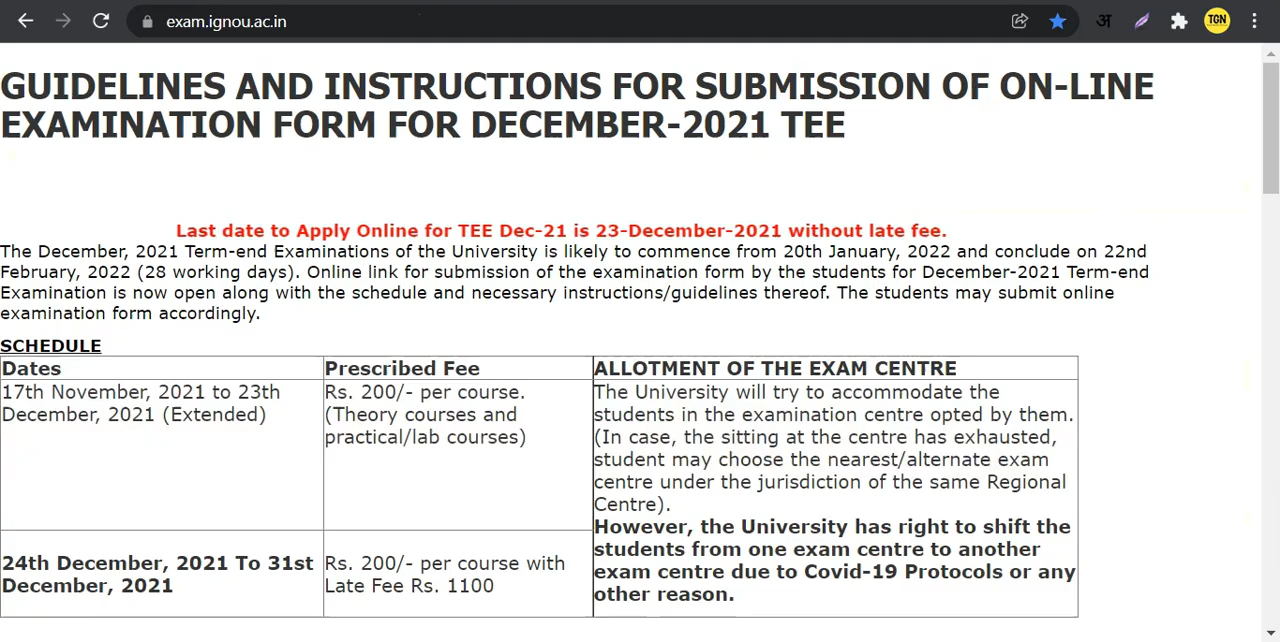 exam.ignou.ac.in
अ
TGN
GUIDELINES AND INSTRUCTIONS FOR SUBMISSION OF ON-LINE
EXAMINATION FORM FOR DECEMBER-2021 TEE
Last date to Apply Online for TEE Dec-21 is 23-December-2021 without late fee.
The December, 2021 Term-end Examinations of the University is likely to commence from 20th January, 2022 and conclude on 22nd
February, 2022 (28 working days). Online link for submission of the examination form by the students for December-2021 Term-end
Examination is now open along with the schedule and necessary instructions/guidelines thereof. The students may submit online
examination form accordingly.
SCHEDULE
Dates
Prescribed Fee
ALLOTMENT OF THE EXAM CENTRE
17th November, 2021 to 23th
December, 2021 (Extended)
Rs. 200/- per course.
(Theory courses and
practical/lab courses)
The University will try to accommodate the
students in the examination centre opted by them.
(In case, the sitting at the centre has exhausted,
student may choose the nearest/alternate exam
centre under the jurisdiction of the same Regional
Centre).
However, the University has right to shift the
students from one exam centre to another
exam centre due to Covid-19 Protocols or any
other reason.
24th December, 2021 To 31st
December, 2021
Rs. 200/- per course with
Late Fee Rs. 1100